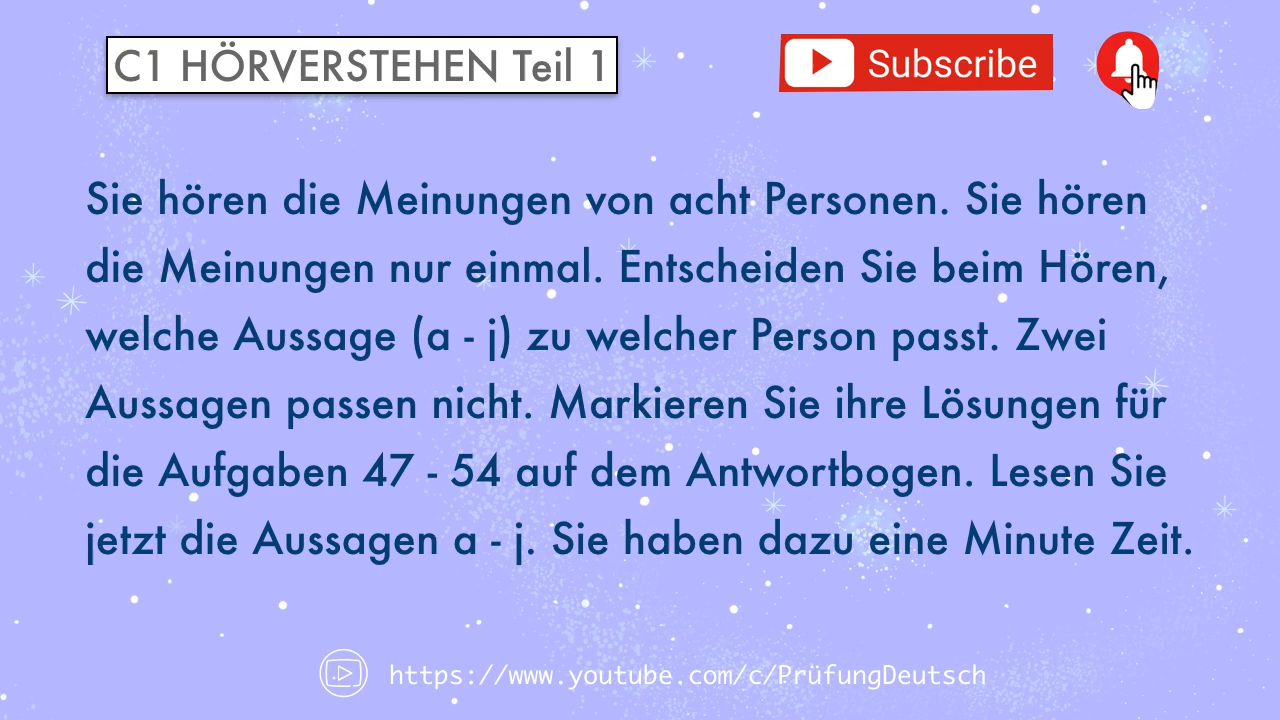 C1 HÖRVERSTEHEN Teil 1
Subscribe
Sie hören die Meinungen von acht Personen. Sie hören
die Meinungen nur einmal. Entscheiden Sie beim Hören,
welche Aussage (a - j) zu welcher Person passt. Zwei
Aussagen passen nicht. Markieren Sie ihre Lösungen für
die Aufgaben 47 - 54 auf dem Antwortbogen. Lesen Sie
jetzt die Aussagen a - j. Sie haben dazu eine Minute Zeit.
https://www.youtube.com/c/PrüfungDeutsch